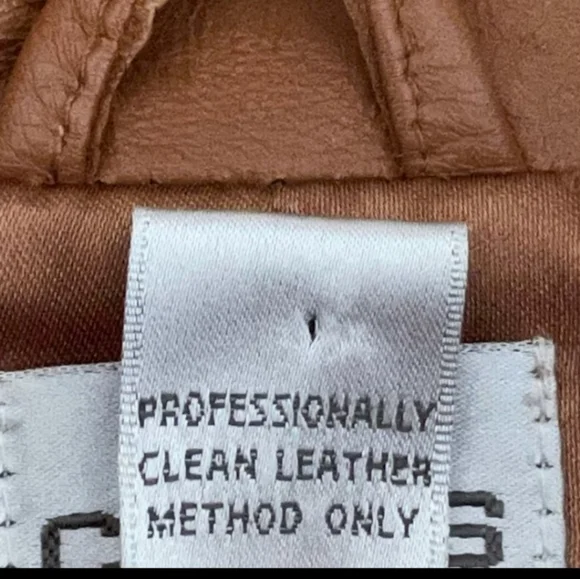 PROFESSIONALLY
CLEAN LEATHER
METHOD ONLY